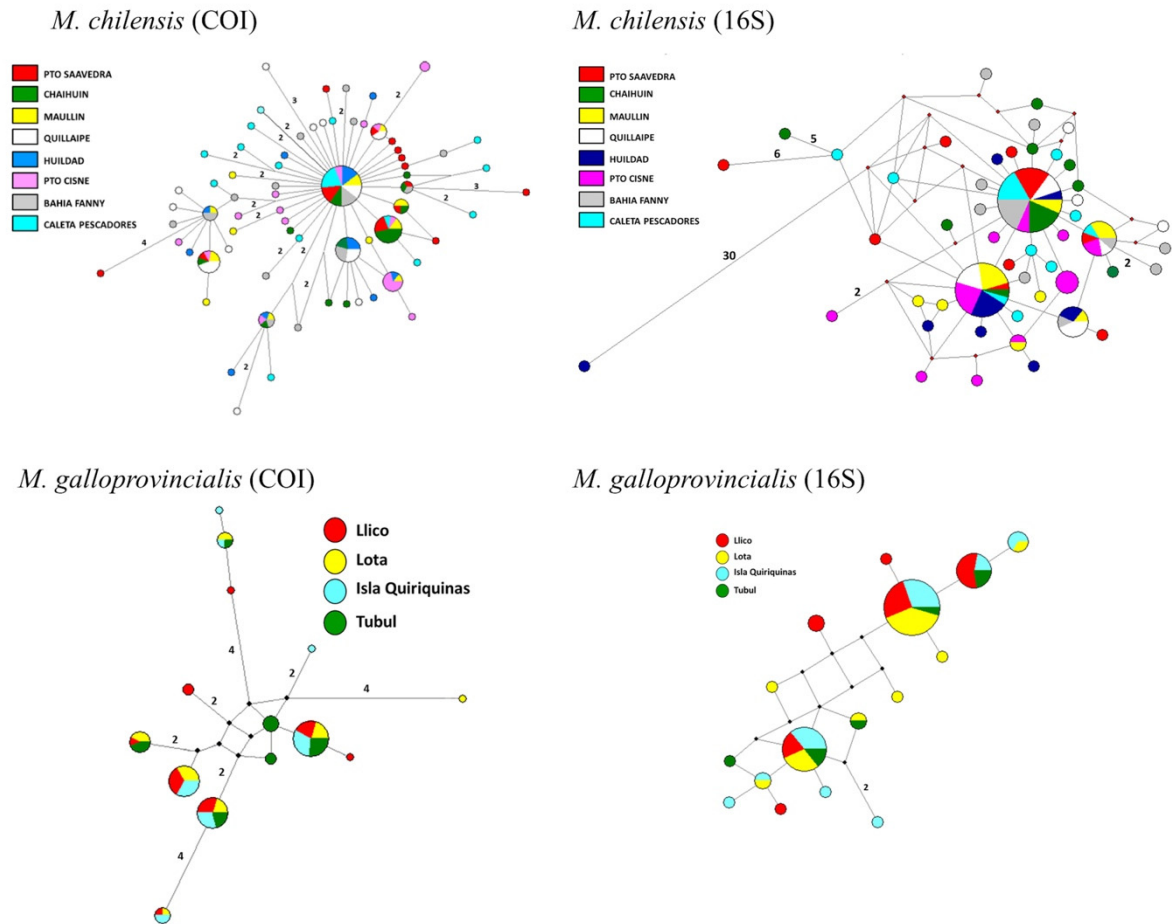 M. chilensis (COI)
PTO SAAVEDRA
CHAIHUIN
MAULLIN
QUILLAIPE
HUILDAD
PTO CISNE
BAHIA FANNY
CALETA PESCADORES
3
2
2
2
2
2
2
2
3
2
2
2
2
4
2
2
M. chilensis (16S)
PTO SAAVEDRA
CHAIHUIN
MAULLIN
QUILLAIPE
HUILDAD
PTO CISNE
BAHIA FANNY
CALETA PESCADORES
5
6
30
2
2
M. galloprovincialis (COI)
Llico
Lota
Isla Quiriquinas
Tubul
4
2
4
2
2
2
4
M. galloprovincialis (16S)
Llico
Lota
Isla Quiriquinas
Tubul
2